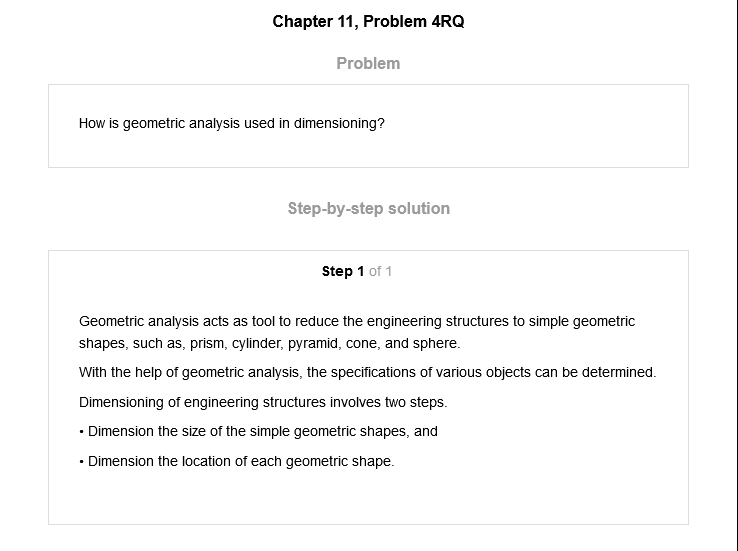 Chapter 11, Problem 4RQ
Problem
How is geometric analysis used in dimensioning?
Step-by-step solution
Step 1 of 1
Geometric analysis acts as tool to reduce the engineering structures to simple geometric
shapes, such as, prism, cylinder, pyramid, cone, and sphere.
With the help of geometric analysis, the specifications of various objects can be determined.
Dimensioning of engineering structures involves two steps.
• Dimension the size of the simple geometric shapes, and
• Dimension the location of each geometric shape.